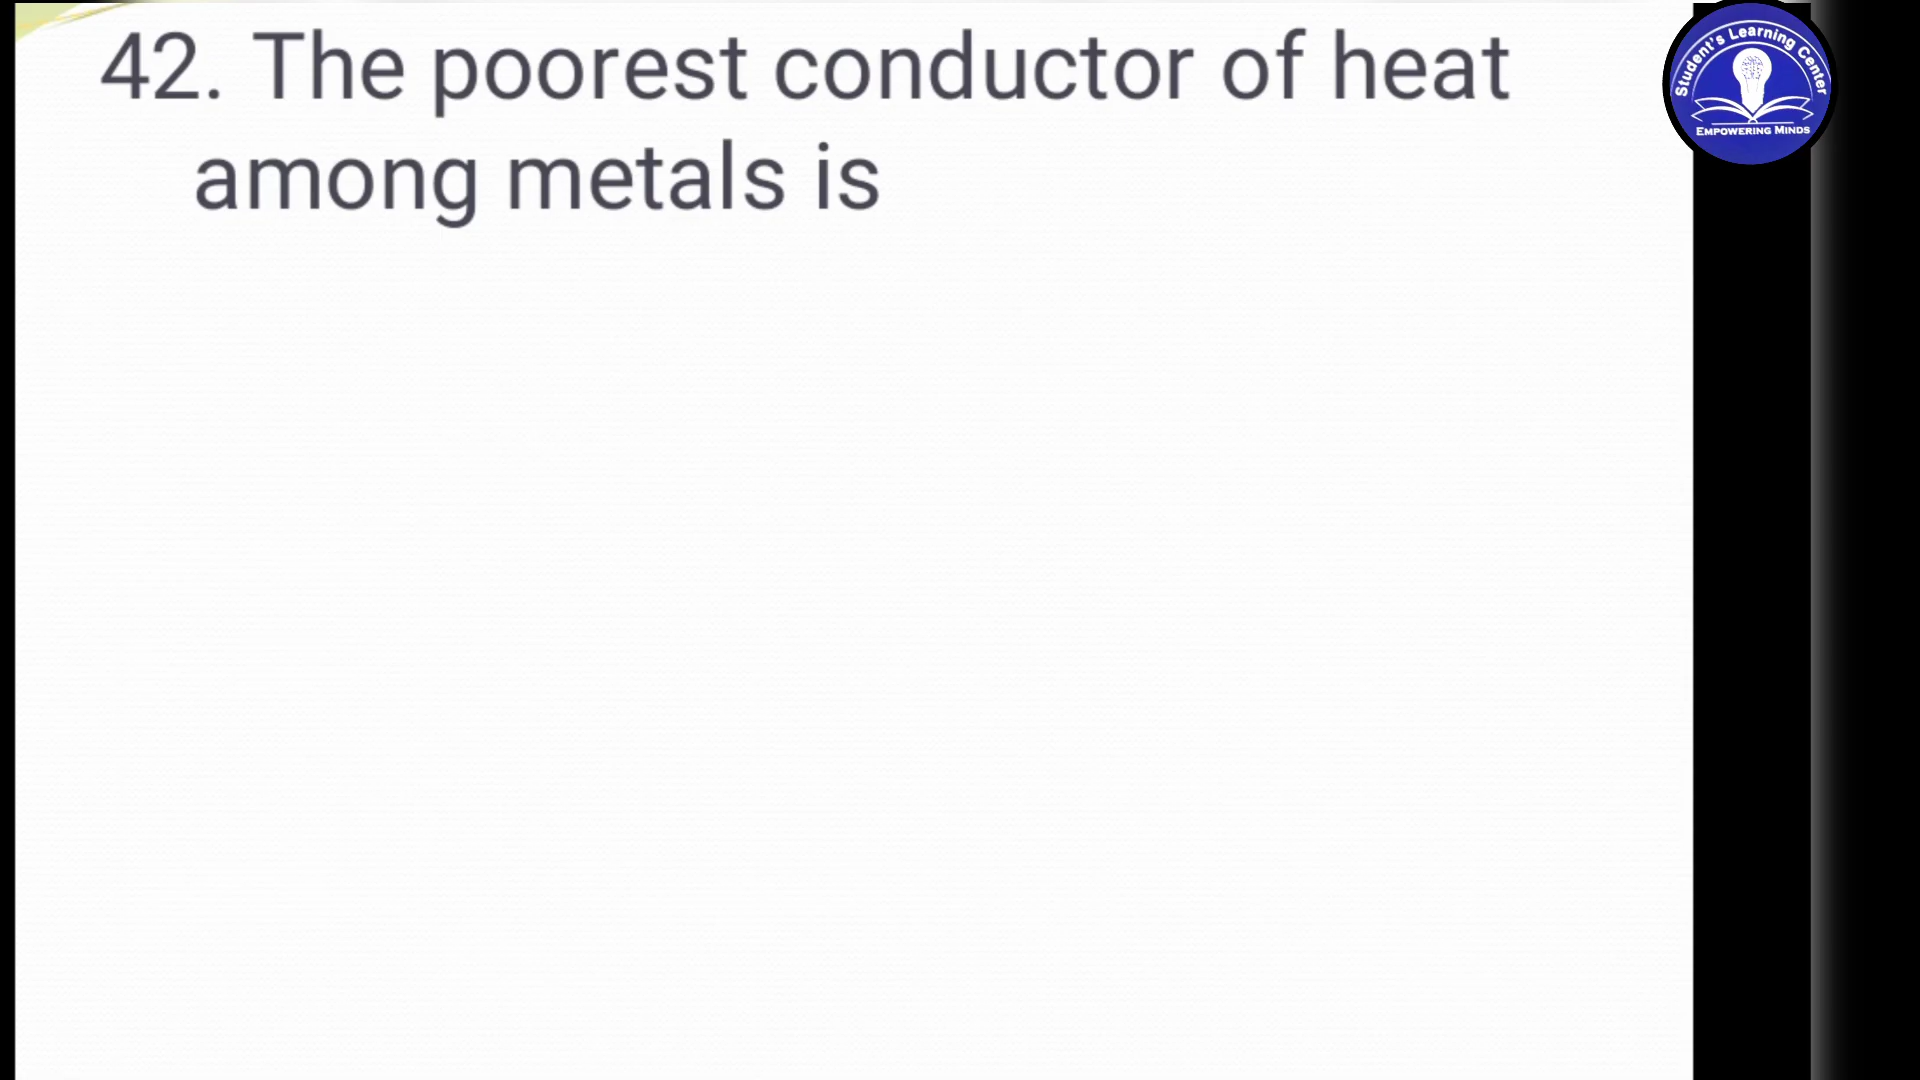 42. The poorest conductor of heat
among metals is
Student's Learning Center
EMPOWERING MINDS